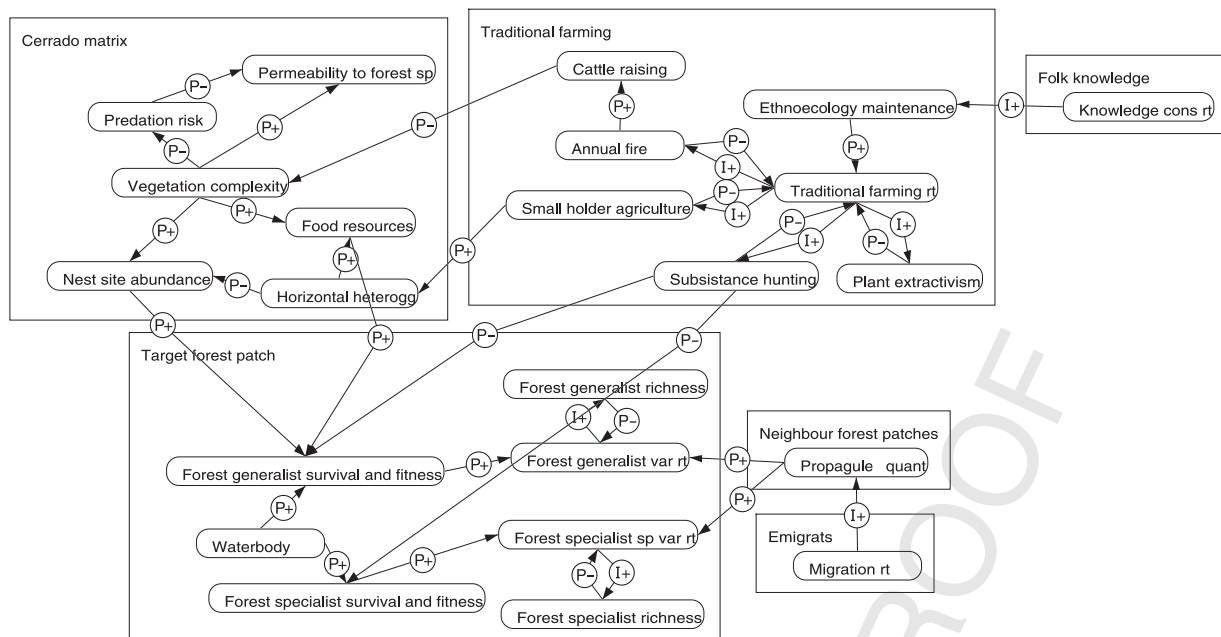 Cerrado matrix
Permeability to forest sp
P−
Predation risk
P+
P−
Vegetation complexity
P+
P+
Food resources
P+
Nest site abundance
P−
Horizontal heterogg
Traditional farming
Cattle raising
P+
Annual fire
P−
I+
Ethnoecology maintenance
P+
Traditional farming rt
Small holder agriculture
P−
I+
P−
I+
I+
P−
Subsistance hunting
Plant extractivism
Folk knowledge
Knowledge cons rt
I+
P−
P+
P+
P+
P−
P−
Target forest patch
Forest generalist richness
I+
P−
Forest generalist survival and fitness
P+
Forest generalist var rt
P+
Waterbody
P+
P+
Forest specialist sp var rt
P−
I+
Forest specialist survival and fitness
Forest specialist richness
Neighbour forest patches
P+
Propagule quant
P+
I+
Emigrats
Migration rt
ROOF